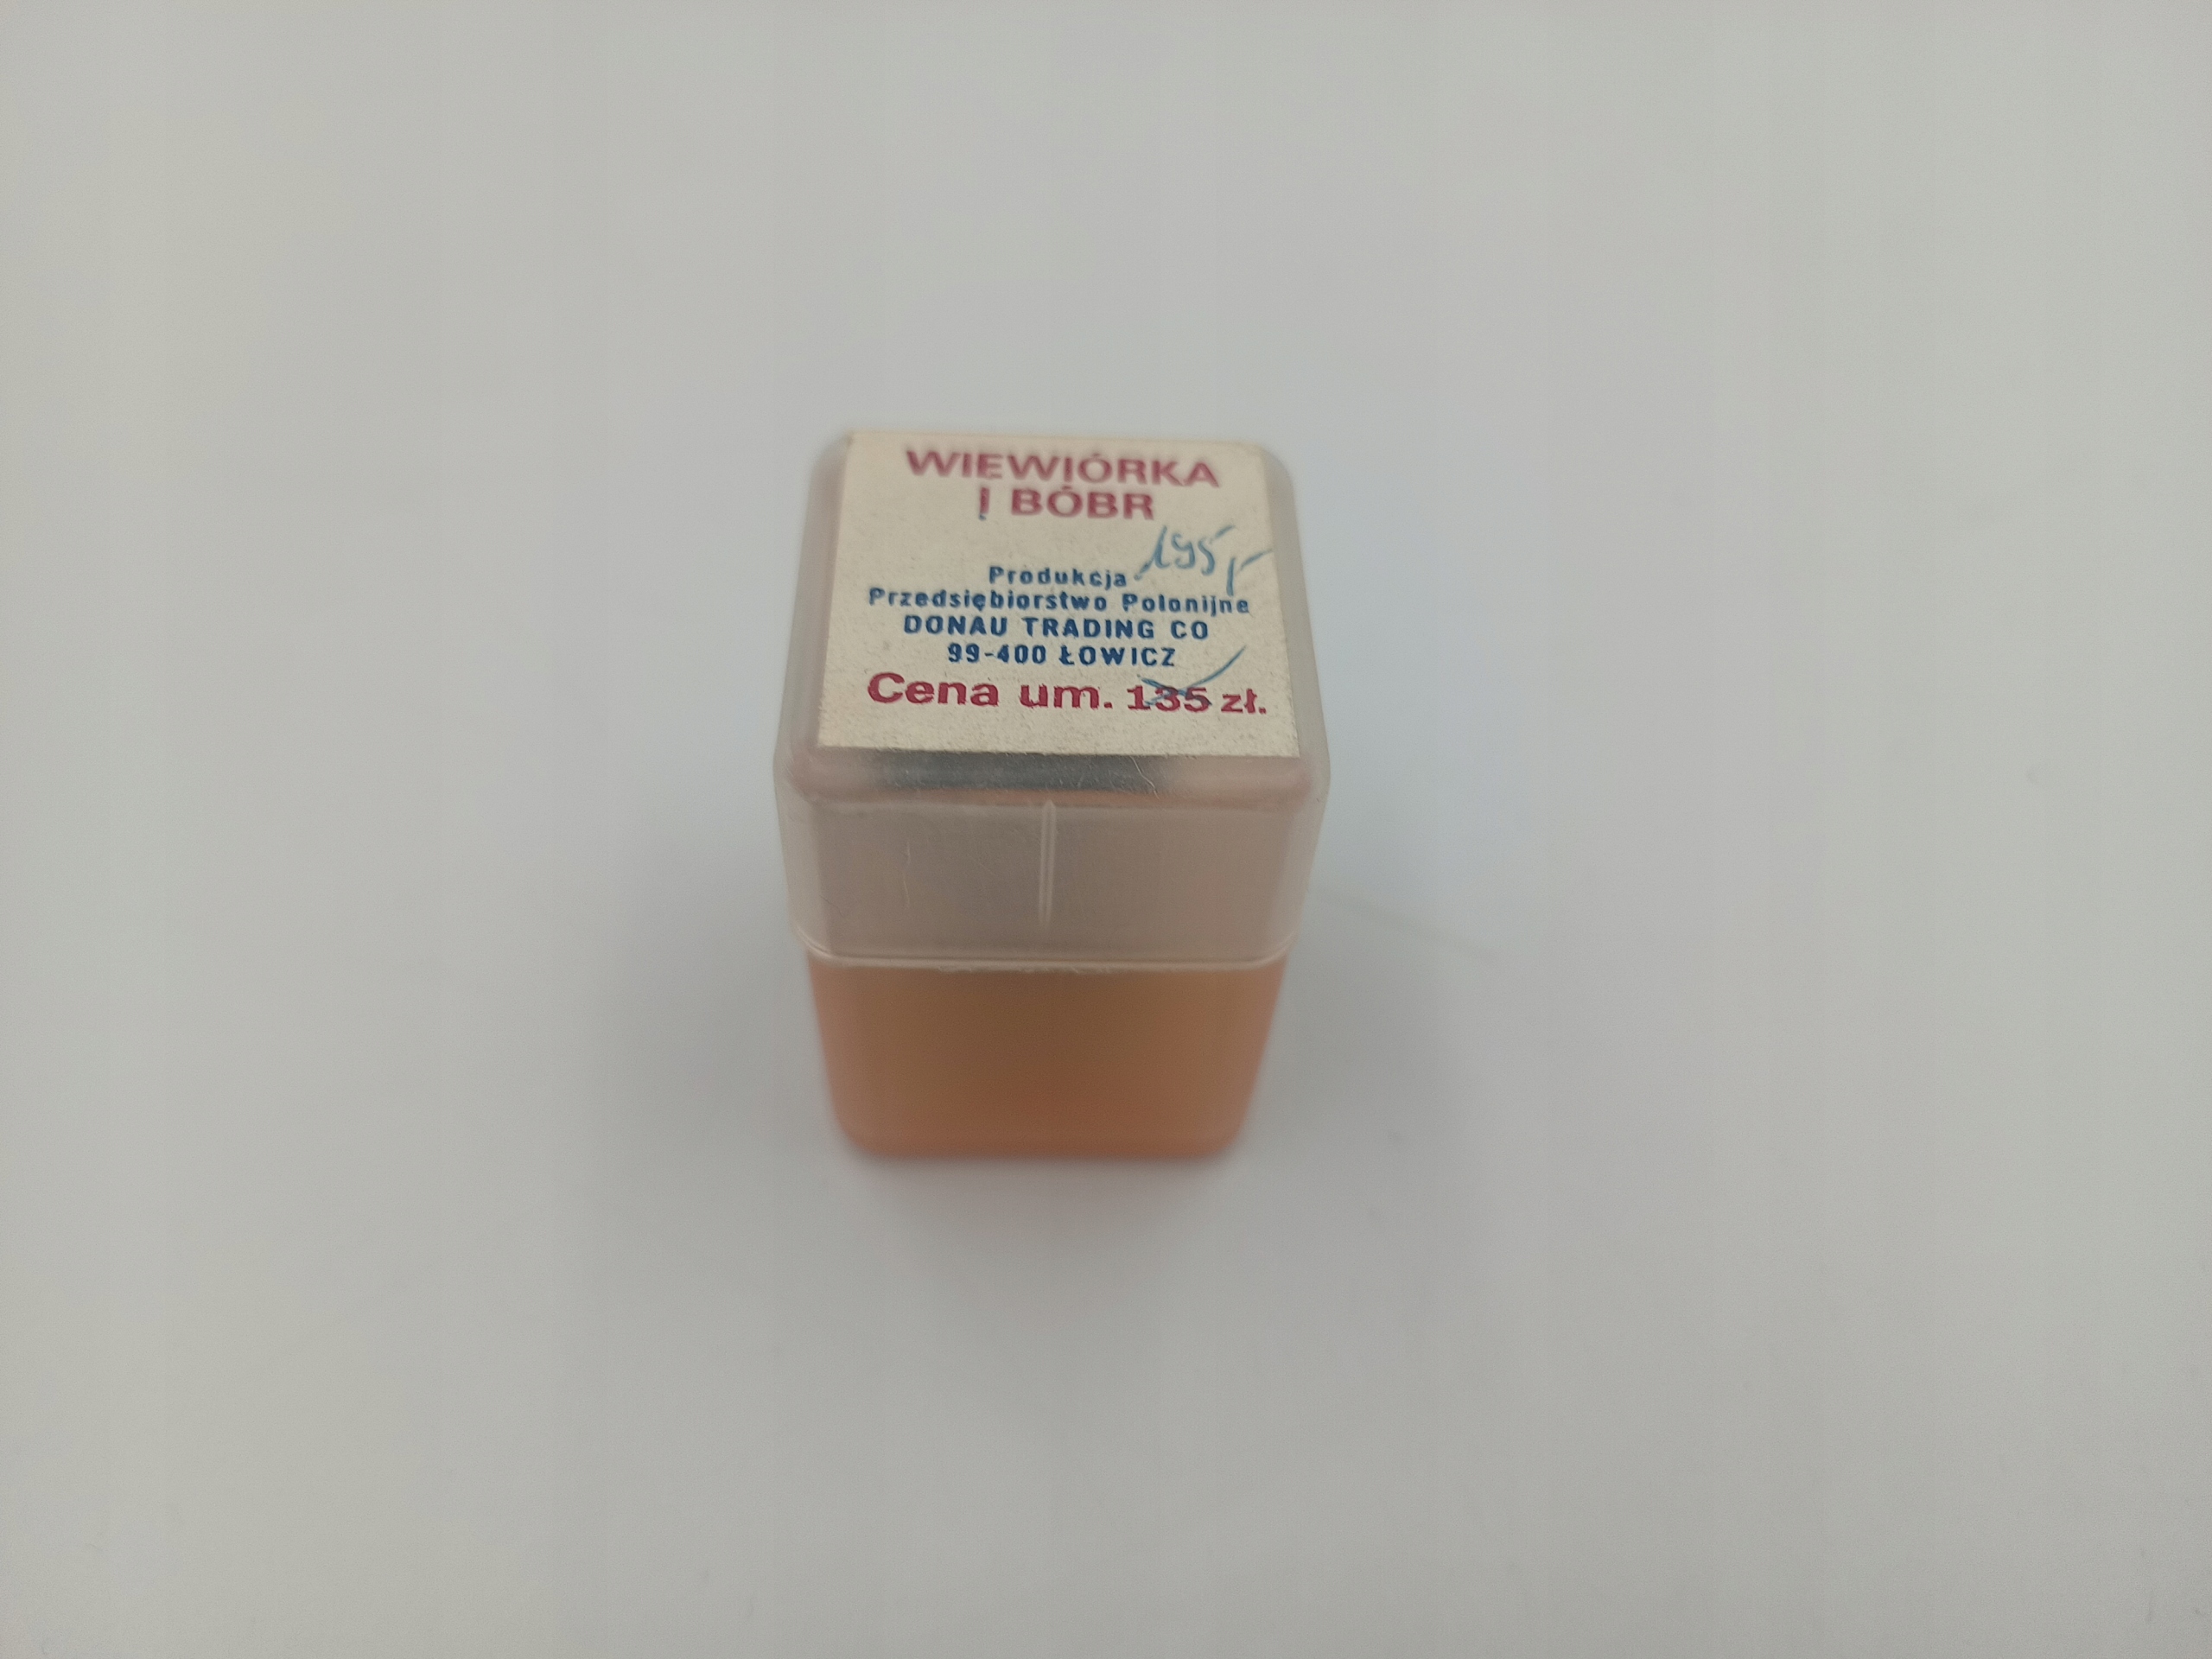 WIEWIÓRKA
I BÓBR
195,-
Produkcja
Przedsiębiorstwo Polonijne
DONAU TRADING CO
99-400 ŁOWICZ
Cena um. 135 zł.